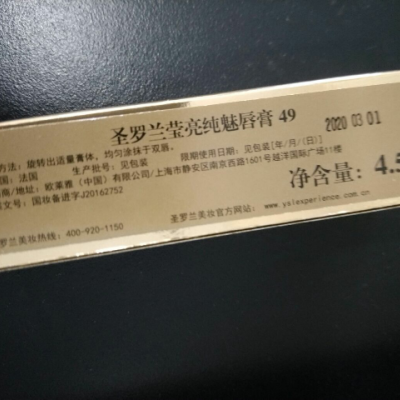 圣罗兰莹亮纯魅唇膏 49
2020 03 01
方法：旋转出适量膏体，均匀涂抹于双唇。 限期使用日期：见包装[年/月/(日)]
国：法国 生产批号：见包装
商/地址：欧莱雅（中国）有限公司/上海市静安区南京西路1601号越洋国际广场11楼
文号：国妆备进字J20162752
净含量：4.5
罗兰美妆热线：400-920-1150
圣罗兰美妆官方网站：www.yslexperience.com.cn